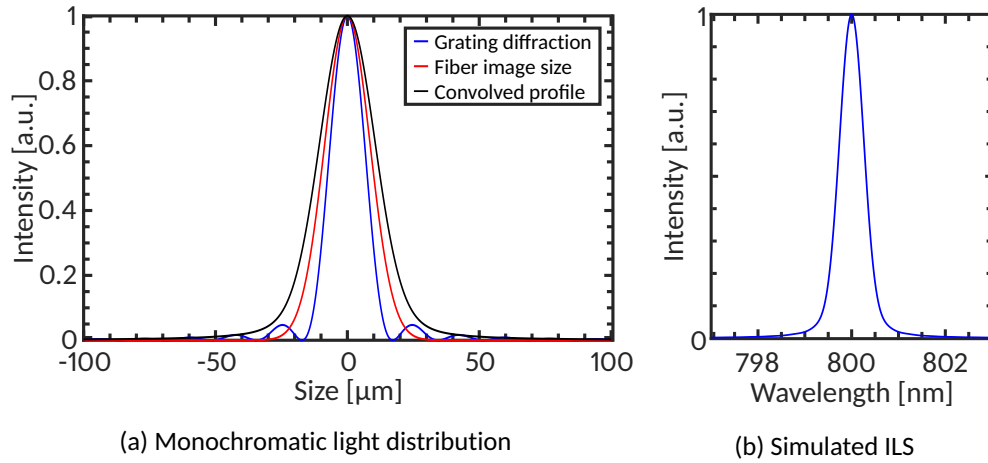 1
0.8
0.6
0.4
0.2
0
-100
-50
0
50
100
Intensity [a.u.]
Size [μm]
Grating diffraction
Fiber image size
Convolved profile
(a) Monochromatic light distribution
1
0
798
800
802
Intensity [a.u.]
Wavelength [nm]
(b) Simulated ILS